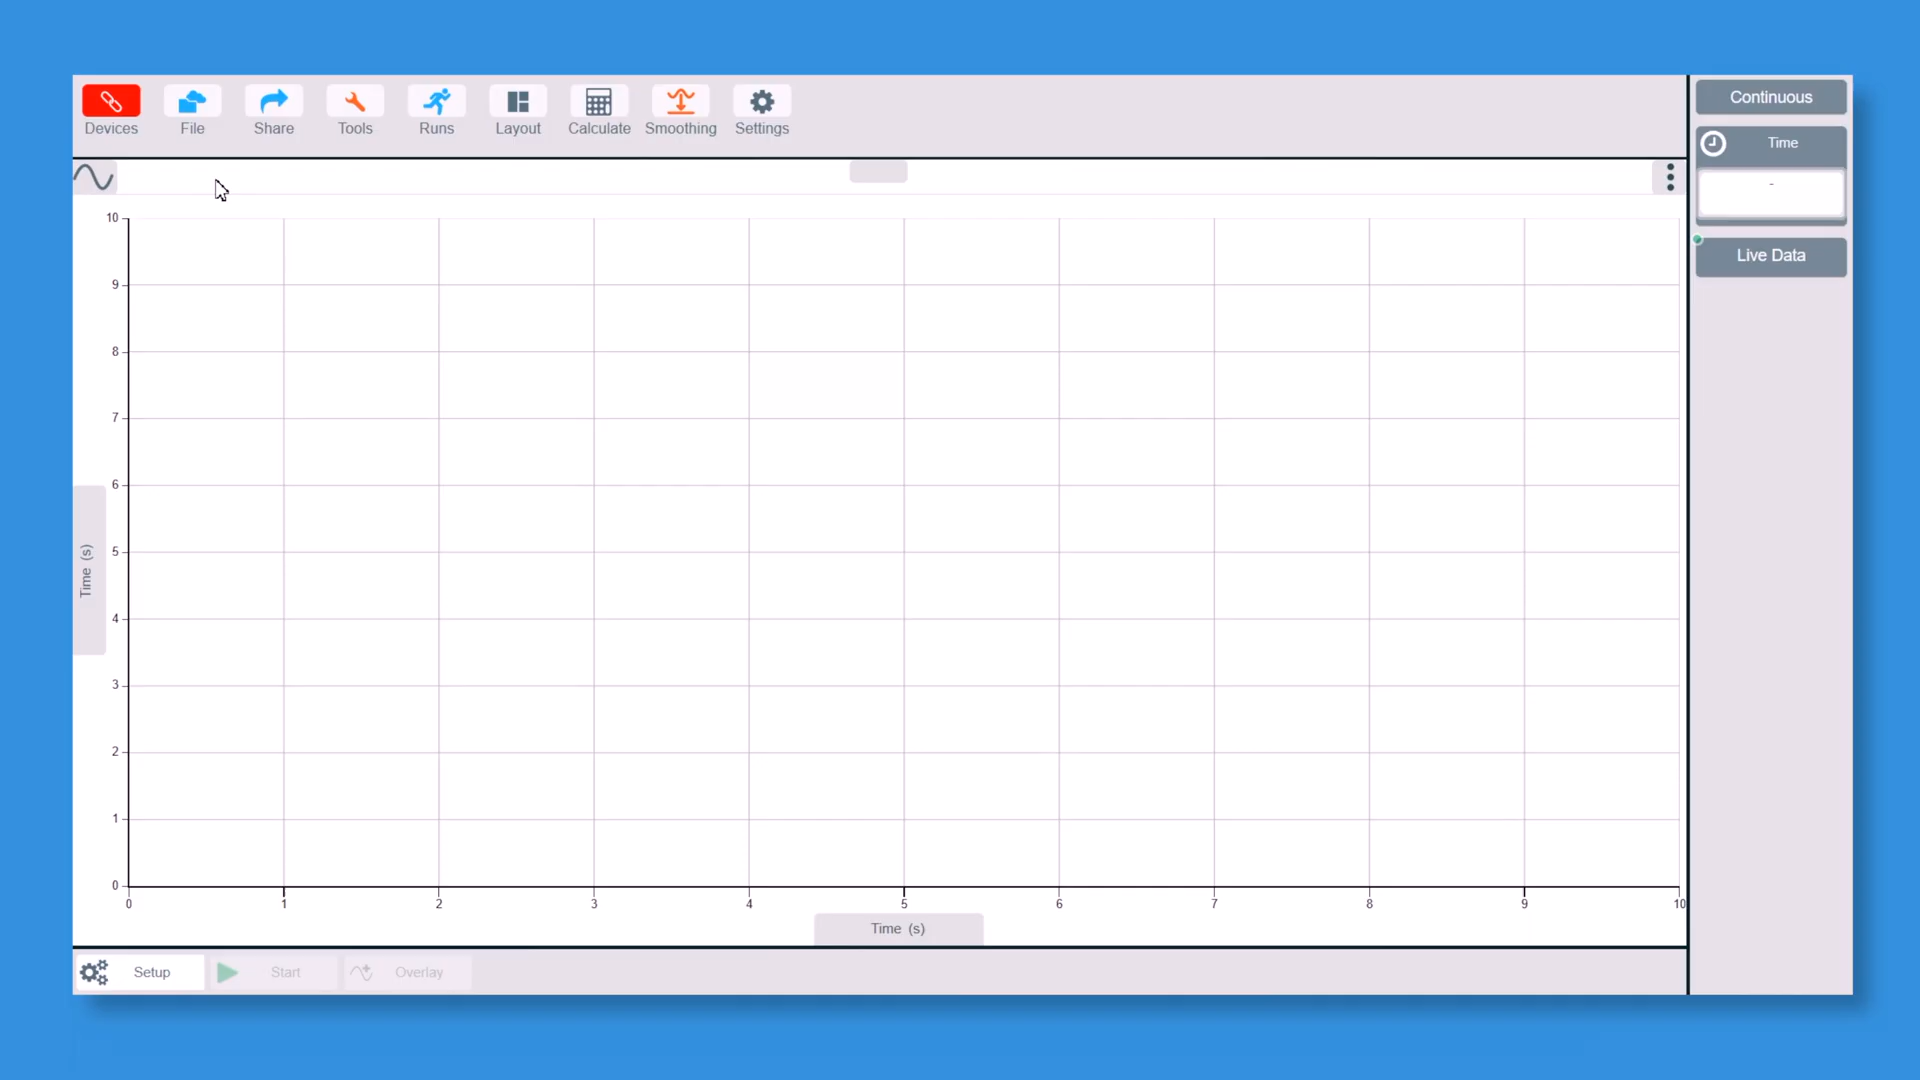 Devices File Share Tools Runs Layout Calculate Smoothing Settings
Continuous
Time
-
Live Data
10
9
8
7
6
5
4
3
2
1
0
Time (s)
0 1 2 3 4 5 6 7 8 9 10
Time (s)
Setup Start Overlay